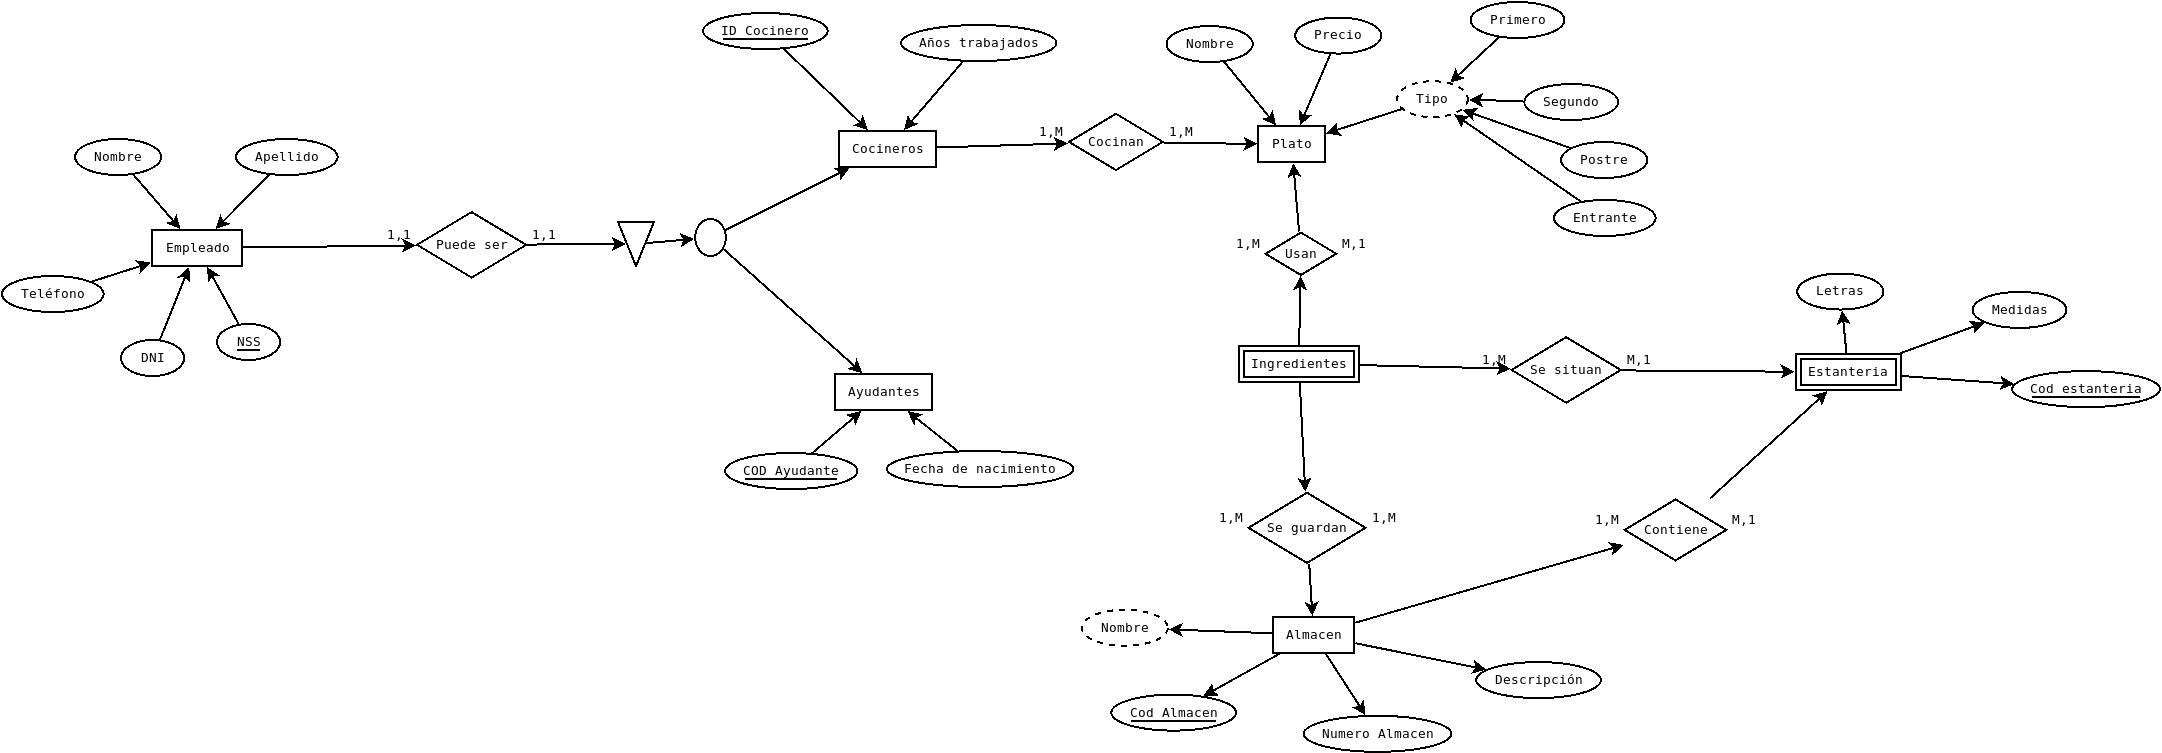 Primero
ID Cocinero
Años trabajados
Nombre
Precio
Tipo
Segundo
Cocineros
1,M
Cocinan
1,M
Plato
Postre
Nombre
Apellido
Entrante
Empleado
1,1
Puede ser
1,1
1,M
Usan
M,1
Teléfono
DNI
NSS
Letras
Medidas
Ingredientes
1,M
Se situan
M,1
Estanteria
Cod estanteria
Ayudantes
COD Ayudante
Fecha de nacimiento
1,M
Se guardan
1,M
1,M
Contiene
M,1
Nombre
Almacen
Descripción
Cod Almacen
Numero Almacen